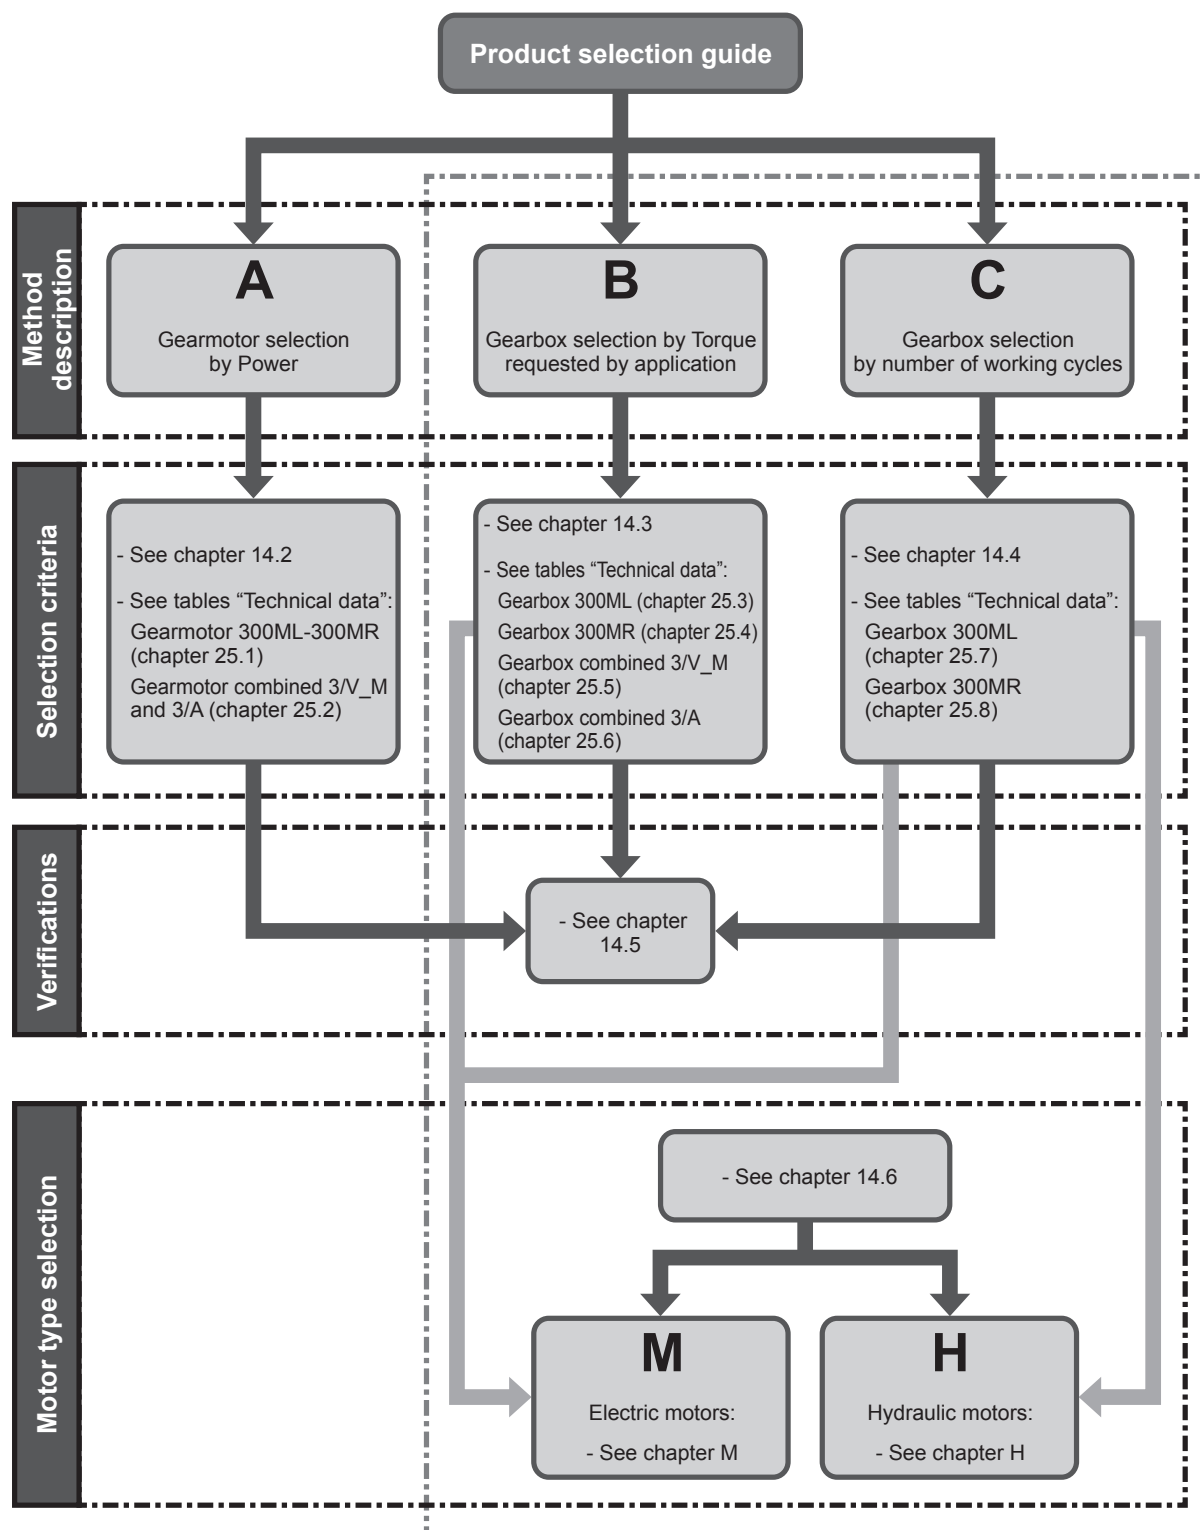 Product selection guide
Method
description
A
Gearmotor selection
by Power
B
Gearbox selection by Torque
requested by application
C
Gearbox selection
by number of working cycles
Selection criteria
- See chapter 14.2
- See tables “Technical data”:
Gearmotor 300ML-300MR
(chapter 25.1)
Gearmotor combined 3/V_M
and 3/A (chapter 25.2)
- See chapter 14.3
- See tables “Technical data”:
Gearbox 300ML (chapter 25.3)
Gearbox 300MR (chapter 25.4)
Gearbox combined 3/V_M
(chapter 25.5)
Gearbox combined 3/A
(chapter 25.6)
- See chapter 14.4
- See tables “Technical data”:
Gearbox 300ML
(chapter 25.7)
Gearbox 300MR
(chapter 25.8)
Verifications
- See chapter
14.5
Motor type selection
- See chapter 14.6
M
Electric motors:
- See chapter M
H
Hydraulic motors:
- See chapter H